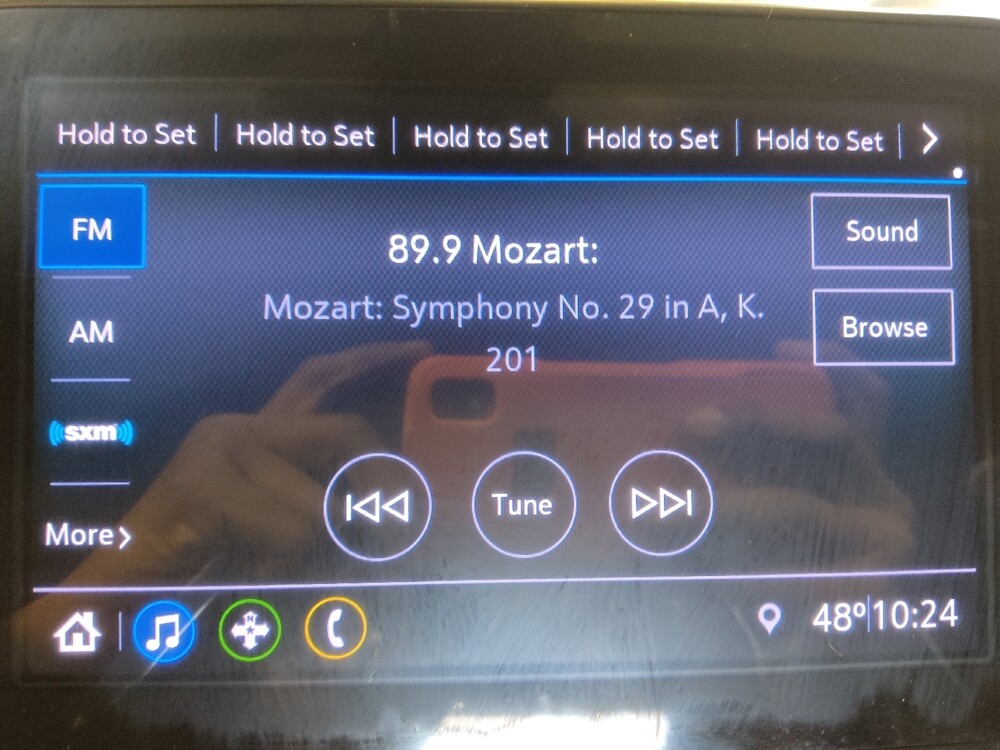 Hold to Set Hold to Set Hold to Set Hold to Set Hold to Set
FM
89.9 Mozart:
Sound
Mozart: Symphony No. 29 in A, K.
201
AM
Browse
sxm
Tune
More
N
48º 10:24